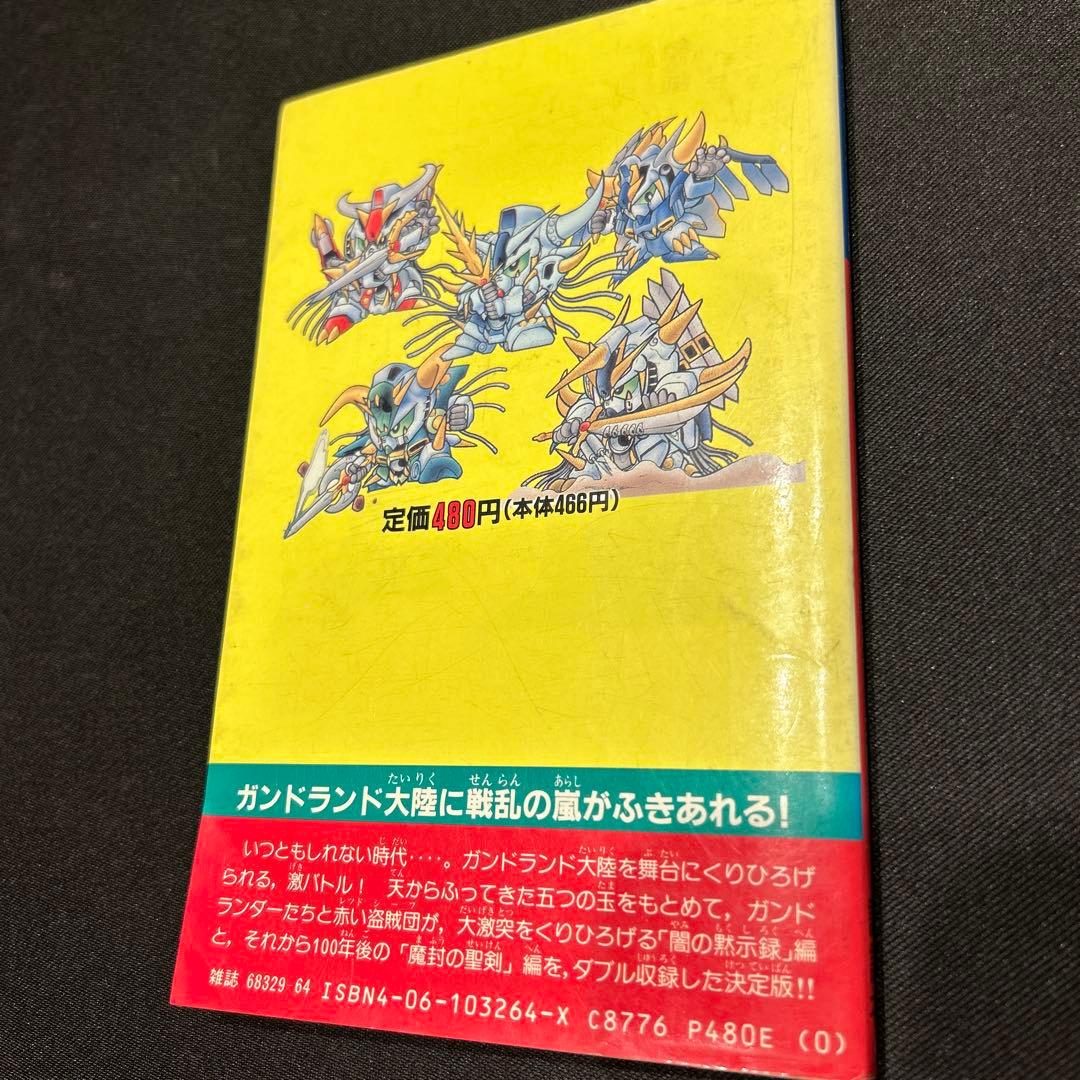 定価480円(本体466円)
ガンドランド大陸に戦乱の嵐がふきあれる!
いつともしれない時代‥‥。ガンドランド大陸を舞台にくりひろげ
られる,激バトル! 天からふってきた五つの玉をもとめて,ガンド
ランダーたちと赤い盗賊団が,大激突をくりひろげる「闇の黙示録」編
と,それから100年後の「魔封の聖剣」編を,ダブル収録した決定版!!
雑誌 68329-64 ISBN4-06-103264-X C8776 P480E (0)